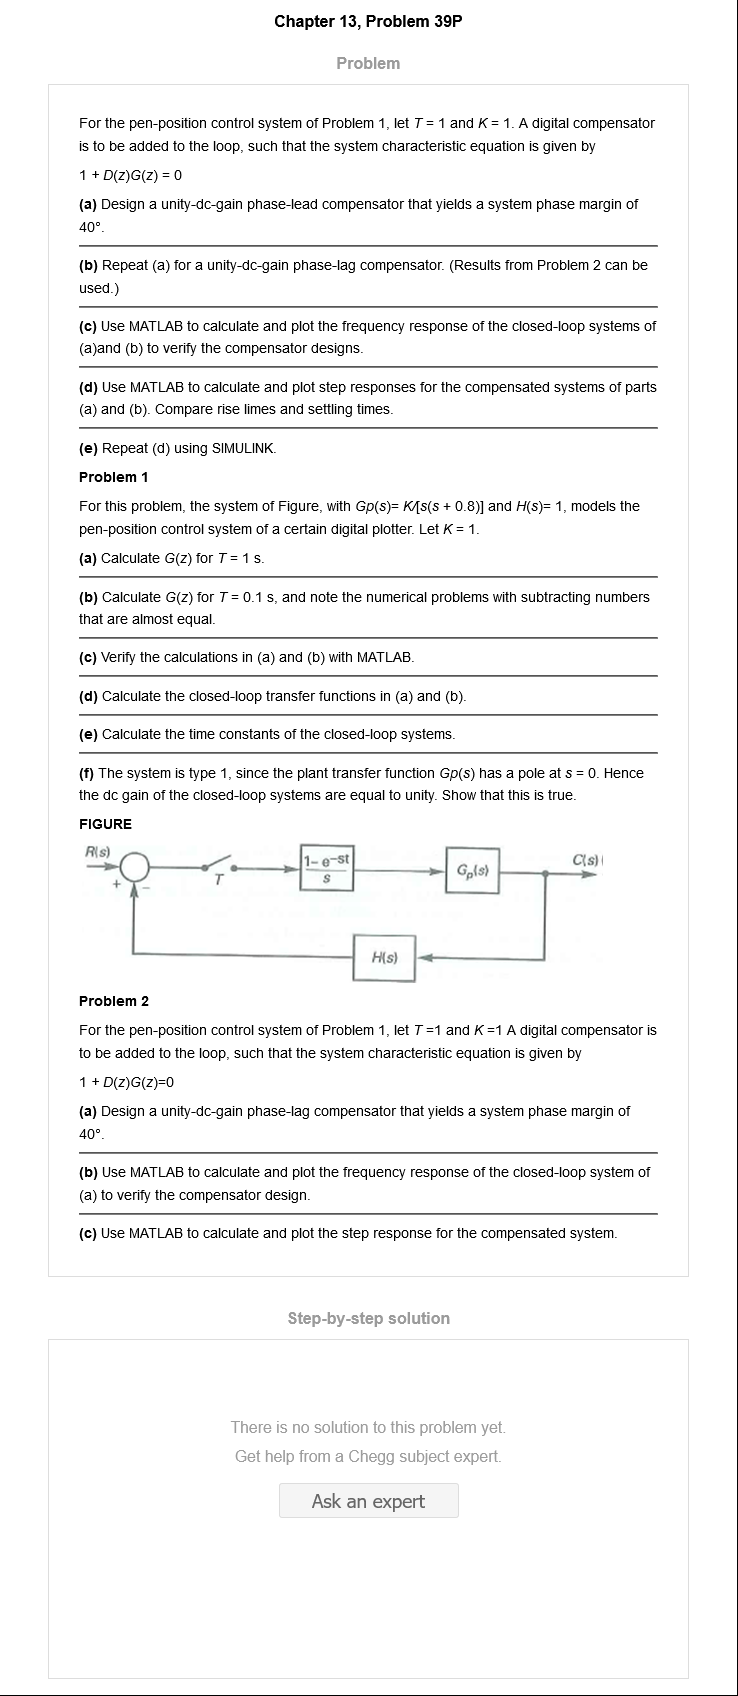 Chapter 13, Problem 39P
Problem
For the pen-position control system of Problem 1, let T = 1 and K = 1. A digital compensator
is to be added to the loop, such that the system characteristic equation is given by
1 + D(z)G(z) = 0
(a) Design a unity-dc-gain phase-lead compensator that yields a system phase margin of
40°.
(b) Repeat (a) for a unity-dc-gain phase-lag compensator. (Results from Problem 2 can be
used.)
(c) Use MATLAB to calculate and plot the frequency response of the closed-loop systems of
(a)and (b) to verify the compensator designs.
(d) Use MATLAB to calculate and plot step responses for the compensated systems of parts
(a) and (b). Compare rise limes and settling times.
(e) Repeat (d) using SIMULINK.
Problem 1
For this problem, the system of Figure, with Gp(s)= K/[s(s + 0.8)] and H(s)= 1, models the
pen-position control system of a certain digital plotter. Let K = 1.
(a) Calculate G(z) for T = 1 s.
(b) Calculate G(z) for T = 0.1 s, and note the numerical problems with subtracting numbers
that are almost equal.
(c) Verify the calculations in (a) and (b) with MATLAB.
(d) Calculate the closed-loop transfer functions in (a) and (b).
(e) Calculate the time constants of the closed-loop systems.
(f) The system is type 1, since the plant transfer function Gp(s) has a pole at s = 0. Hence
the dc gain of the closed-loop systems are equal to unity. Show that this is true.
FIGURE
R(s)
+
−
T
1-e-st
s
Gp(s)
C(s)
H(s)
Problem 2
For the pen-position control system of Problem 1, let T =1 and K =1 A digital compensator is
to be added to the loop, such that the system characteristic equation is given by
1 + D(z)G(z)=0
(a) Design a unity-dc-gain phase-lag compensator that yields a system phase margin of
40°.
(b) Use MATLAB to calculate and plot the frequency response of the closed-loop system of
(a) to verify the compensator design.
(c) Use MATLAB to calculate and plot the step response for the compensated system.
Step-by-step solution
There is no solution to this problem yet.
Get help from a Chegg subject expert.
Ask an expert